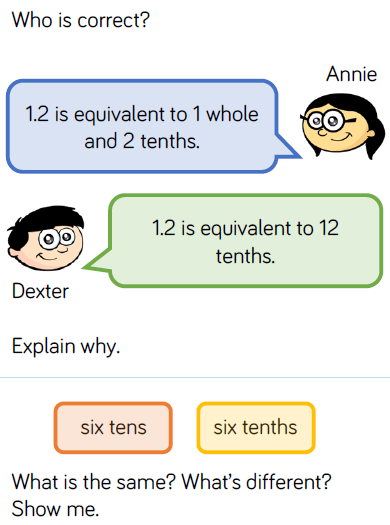 Who is correct?
Annie
1.2 is equivalent to 1 whole
and 2 tenths.
1.2 is equivalent to 12
tenths.
Dexter
Explain why.
six tens
six tenths
What is the same? What's different?
Show me.